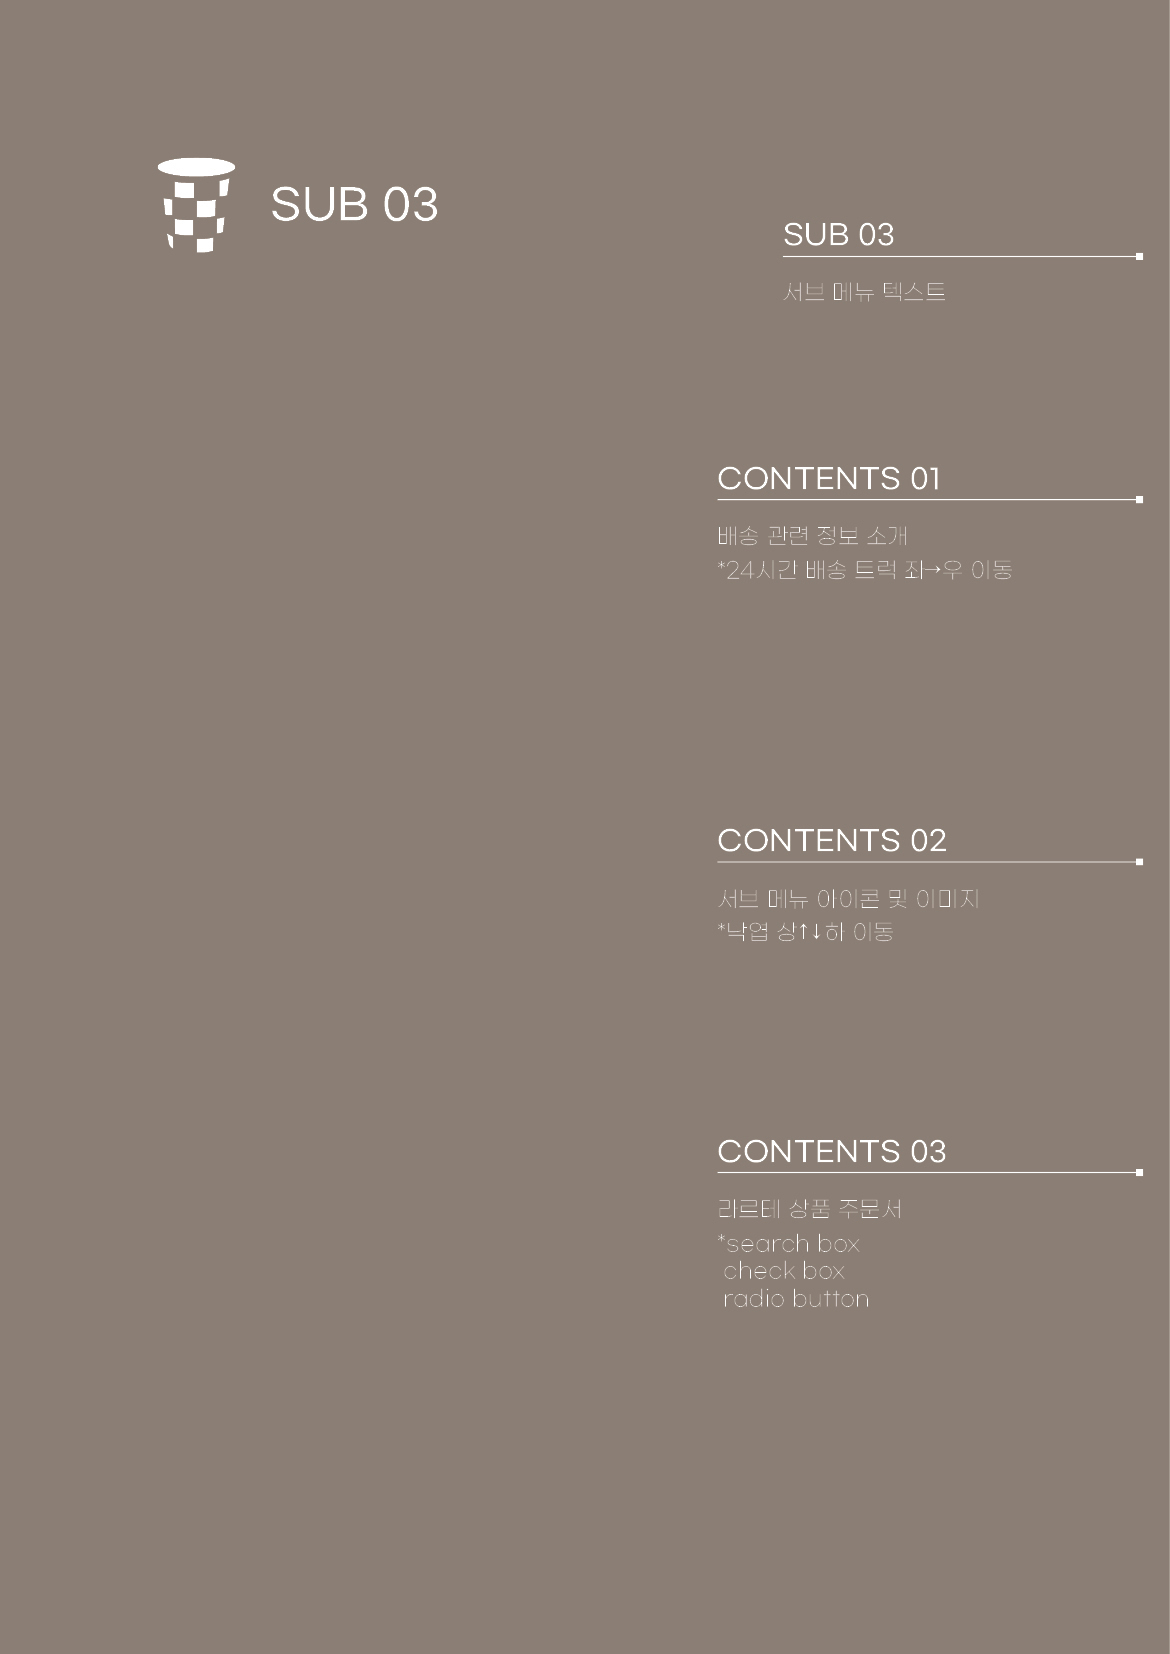 SUB 03
SUB 03
서브 메뉴 텍스트
CONTENTS 01
배송 관련 정보 소개
*24시간 배송 트럭 죄→우 이동
CONTENTS 02
서브 메뉴 아이콘 및 이미지
*낙엽 상↑↓하 이동
CONTENTS 03
라르테 상품 주문서
*search box
check box
radio button